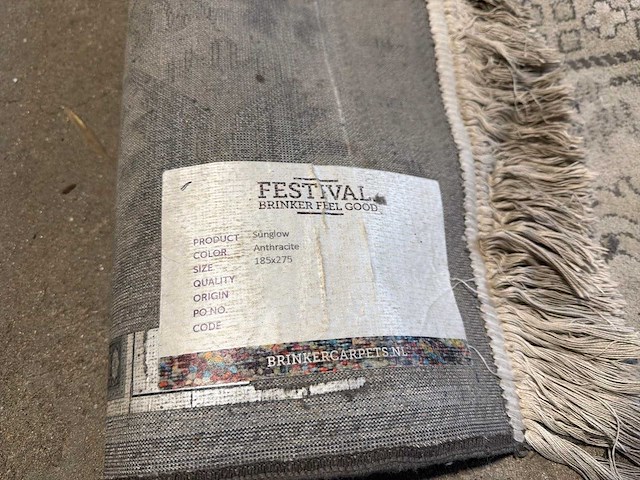 FESTIVAL
BRINKER FEEL GOOD
PRODUCT Sunglow
COLOR Anthracite
SIZE 185x275
QUALITY
ORIGIN
PO.NO.
CODE
BRINKERCARPETS.NL